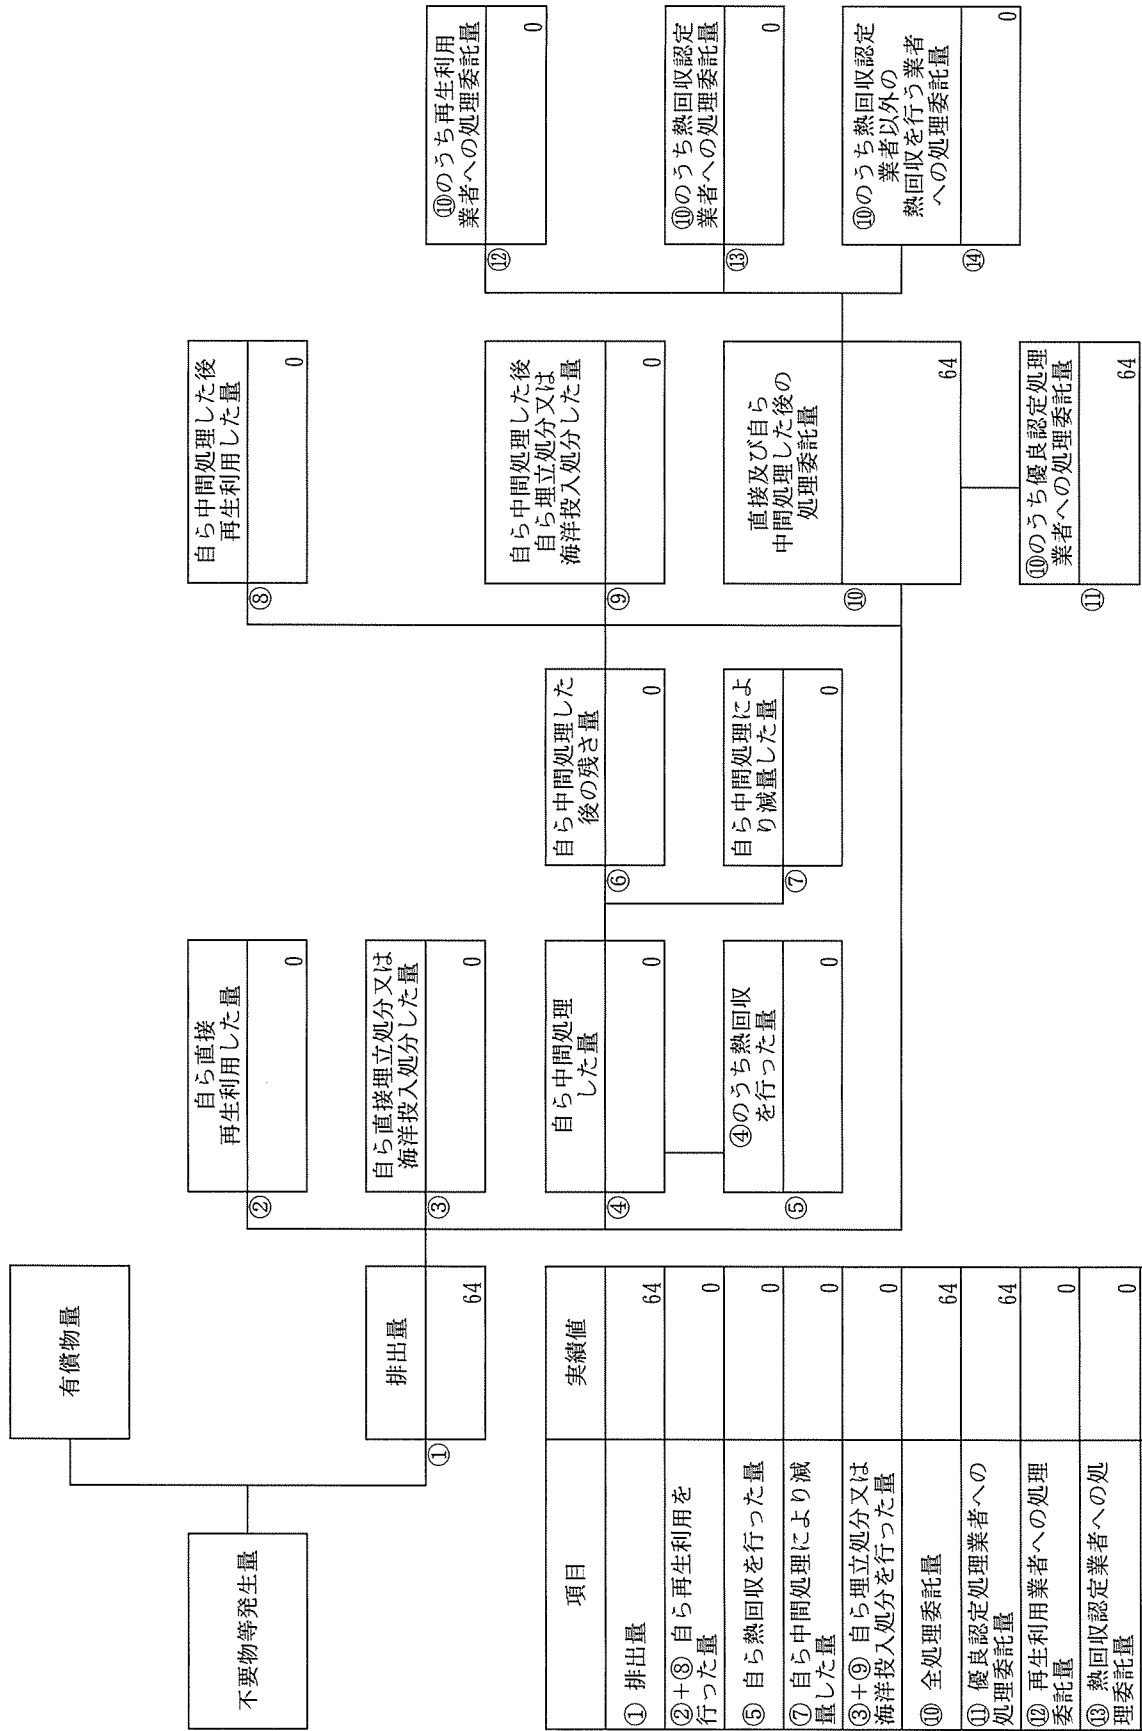 不要物等発生量
有償物量
①
排出量
64
②
自ら直接
再生利用した量
0
③
自ら直接埋立処分又は
海洋投入処分した量
0
④
自ら中間処理
した量
0
⑤
④のうち熱回収
を行った量
0
⑥
自ら中間処理した
後の残さ量
0
⑦
自ら中間処理によ
り減量した量
0
⑧
自ら中間処理した後
再生利用した量
0
⑨
自ら中間処理した後
自ら埋立処分又は
海洋投入処分した量
0
⑩
直接及び自ら
中間処理した後の
処理委託量
64
⑪
⑩のうち優良認定処理
業者への処理委託量
64
⑫
⑩のうち再生利用
業者への処理委託量
0
⑬
⑩のうち熱回収認定
業者への処理委託量
0
⑭
⑩のうち熱回収認定
業者以外の
熱回収を行う業者
への処理委託量
0
項目 実績値
① 排出量 64
②+⑧ 自ら再生利用を
行った量 0
⑤ 自ら熱回収を行った量 0
⑦ 自ら中間処理により減
量した量 0
③+⑨ 自ら埋立処分又は
海洋投入処分を行った量 0
⑩ 全処理委託量 64
⑪ 優良認定処理業者への
処理委託量 64
⑫ 再生利用業者への処理
委託量 0
⑬ 熱回収認定業者への処
理委託量 0